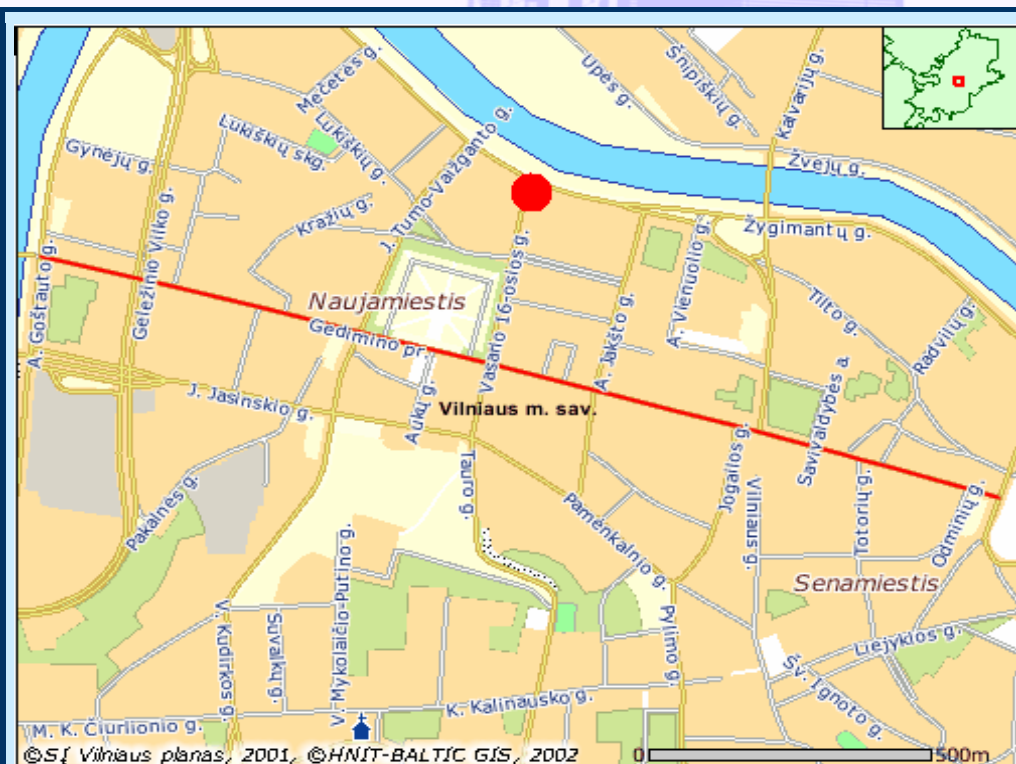 Mečetės g.
Upės g.
Šnipiškių g.
Kalvarijų g.
Lukiškių skg.
Lukiškių g.
Gynėjų g.
J. Tumo-Vaižganto g.
Žvejų g.
Kražių g.
Žygimantų g.
A. Goštauto g.
Geležinio Vilko g.
Naujamiestis
Gedimino pr.
Vasario 16-osios g.
A. Jakšto g.
A. Vienuolio g.
Tilto g.
Radvilių g.
J. Jasinskio g.
Aukų g.
Vilniaus m. sav.
Savivaldybės a.
Jogailos g.
Pakalnės g.
Tauro g.
Pamėnkalnio g.
Vilniaus g.
Totorių g.
Odminių g.
Senamiestis
V. Kudirkos g.
Suvalkų g.
V. Mykolaičio-Putino g.
Pylimo g.
Liejyklos g.
Šv. Ignoto g.
K. Kalinausko g.
M. K. Čiurlionio g.
©SĮ Vilniaus planas, 2001, ©HNIT-BALTIC GIS, 2002
0 500m